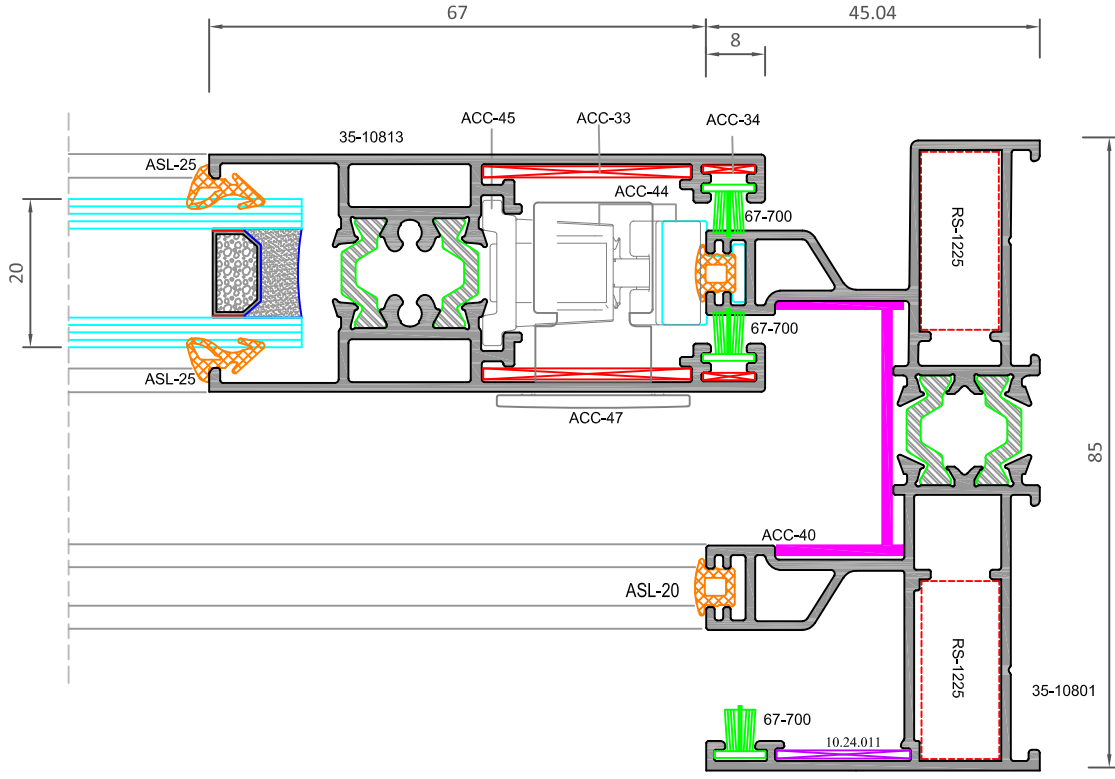 67
45.04
8
ACC-45
ACC-33
ACC-34
35-10813
ASL-25
ACC-44
67-700
RS-1225
20
67-700
ASL-25
ACC-47
85
ACC-40
ASL-20
RS-1225
35-10801
67-700
10.24.011